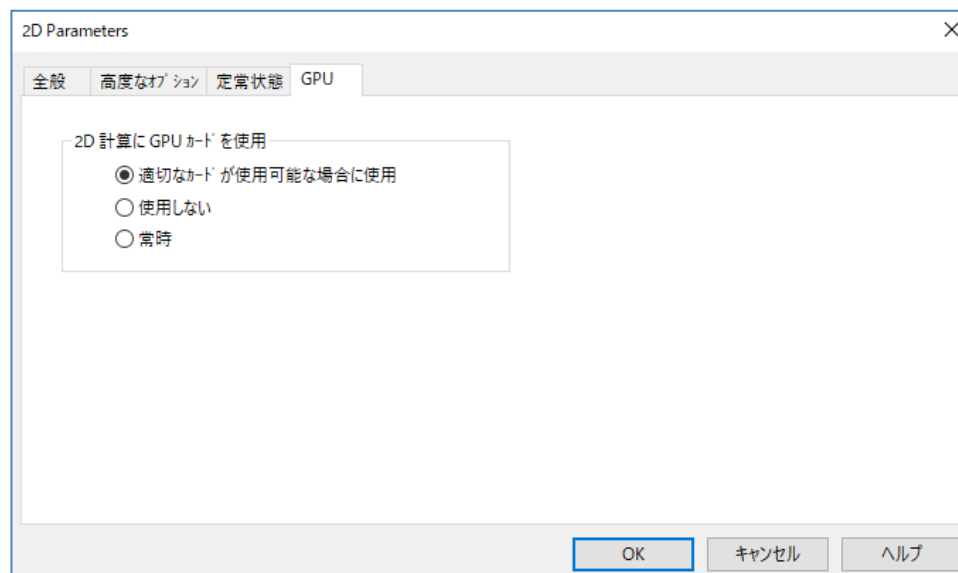 2D Parameters
全般 高度なｵﾌﾟｼｮﾝ 定常状態 GPU
2D 計算に GPU ｶｰﾄﾞを使用
適切なｶｰﾄﾞが使用可能な場合に使用
使用しない
常時
OK キャンセル ヘルプ